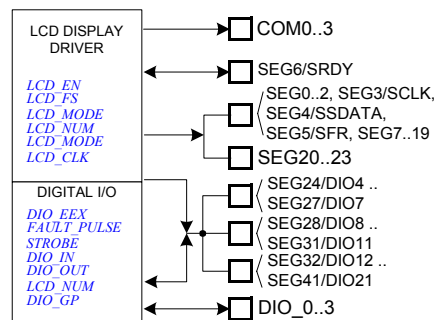 LCD DISPLAY
DRIVER
LCD_EN
LCD_FS
LCD_MODE
LCD_NUM
LCD_MODE
LCD_CLK
DIGITAL I/O
DIO_EEX
FAULT_PULSE
STROBE
DIO_IN
DIO_OUT
LCD_NUM
DIO_GP
COM0..3
SEG6/SRDY
SEG0..2, SEG3/SCLK,
SEG4/SSDATA,
SEG5/SFR, SEG7..19
SEG20..23
SEG24/DIO4 ..
SEG27/DIO7
SEG28/DIO8 ..
SEG31/DIO11
SEG32/DIO12 ..
SEG41/DIO21
DIO_0..3